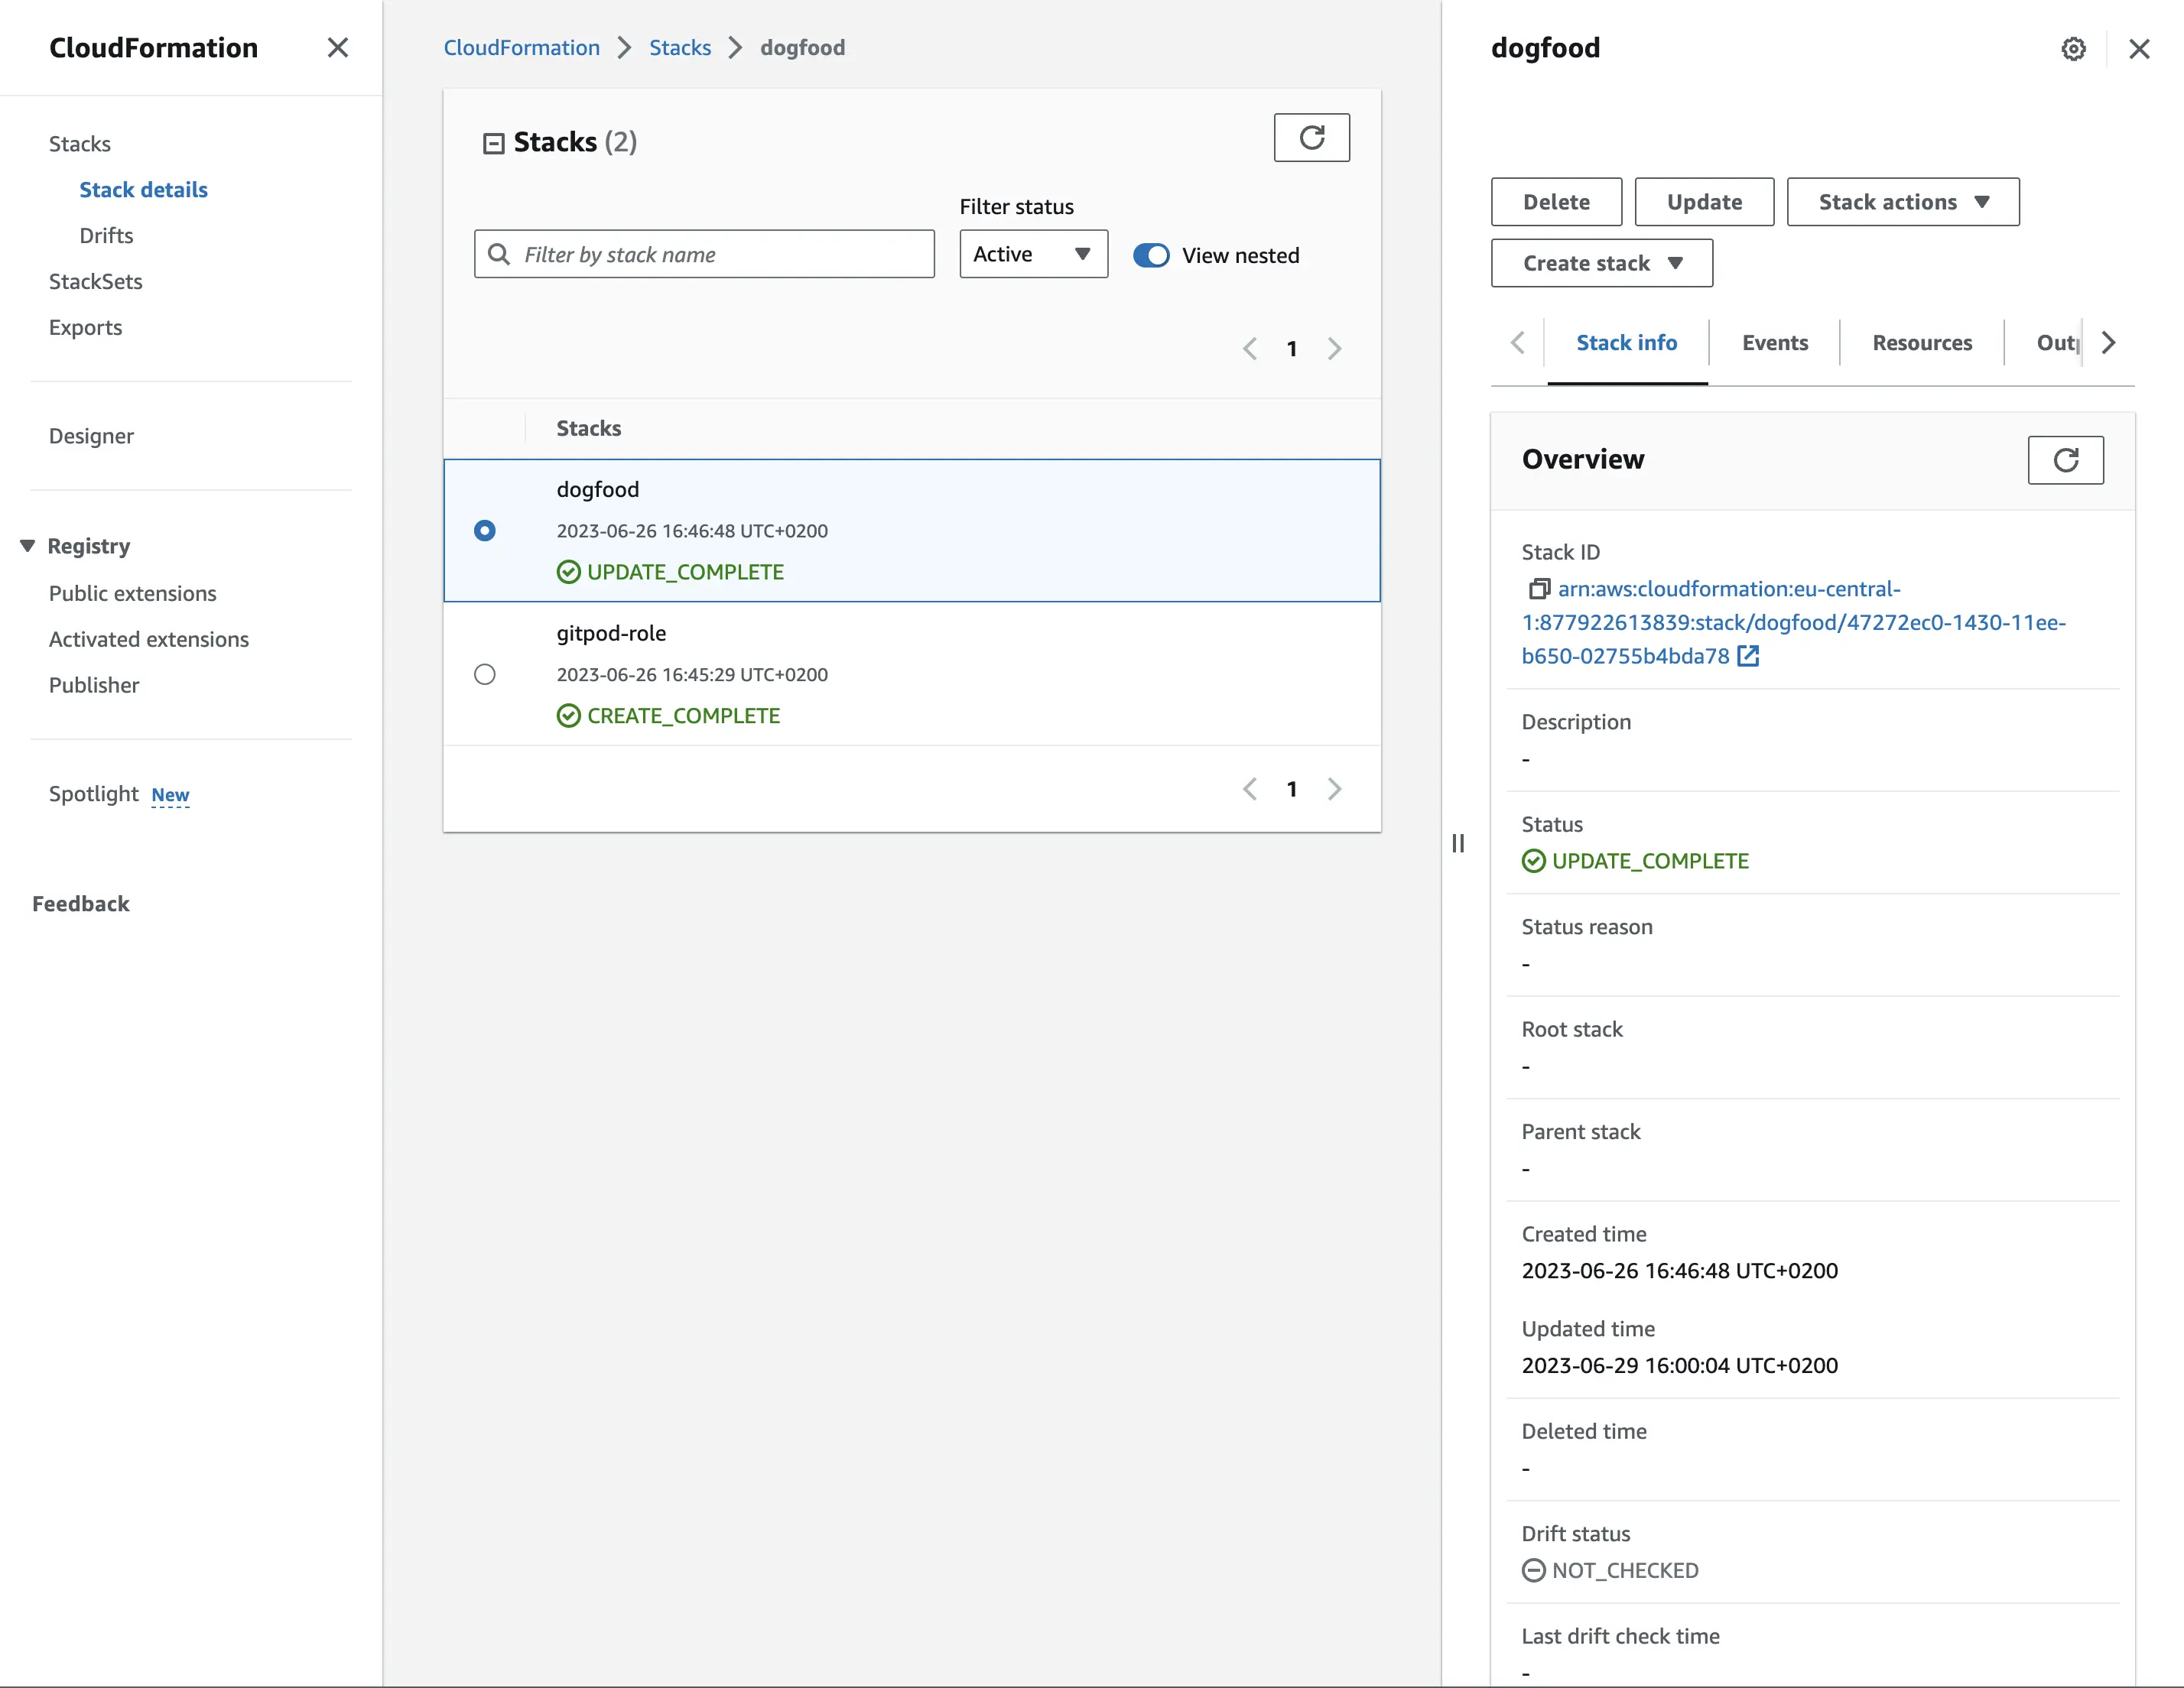 CloudFormation
Stacks
Stack details
Drifts
StackSets
Exports
Designer
Registry
Public extensions
Activated extensions
Publisher
Spotlight New
Feedback
CloudFormation Stacks dogfood
Stacks (2)
Filter status
Filter by stack name
Active
View nested
1
Stacks
dogfood
2023-06-26 16:46:48 UTC+0200
UPDATE_COMPLETE
gitpod-role
2023-06-26 16:45:29 UTC+0200
CREATE_COMPLETE
1
dogfood
Delete Update Stack actions
Create stack
Stack info Events Resources Out
Overview
Stack ID
arn:aws:cloudformation:eu-central-
1:877922613839:stack/dogfood/47272ec0-1430-11ee-
b650-02755b4bda78
Description
-
Status
UPDATE_COMPLETE
Status reason
-
Root stack
-
Parent stack
-
Created time
2023-06-26 16:46:48 UTC+0200
Updated time
2023-06-29 16:00:04 UTC+0200
Deleted time
-
Drift status
NOT_CHECKED
Last drift check time
-